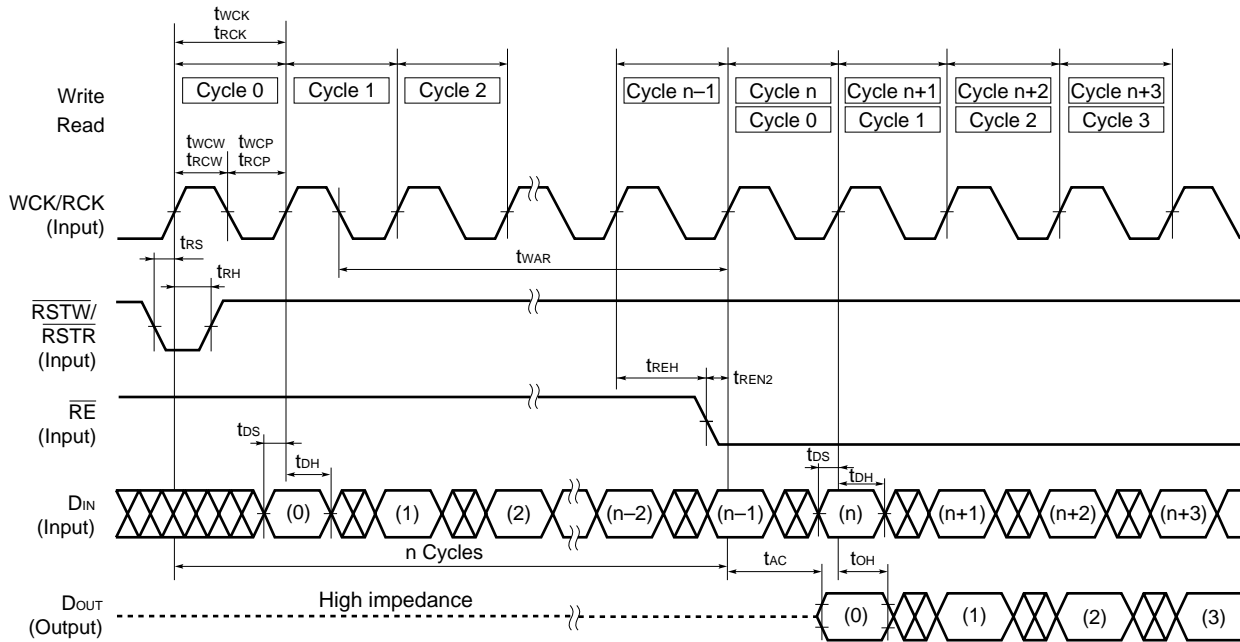 tWCK
tRCK
Write Cycle 0 Cycle 1 Cycle 2 Cycle n–1 Cycle n Cycle n+1 Cycle n+2 Cycle n+3
Read Cycle 0 Cycle 1 Cycle 2 Cycle 3
tWCW tWCP
tRCW tRCP
WCK/RCK
(Input)
tRS
tRH
tWAR
RSTW/
RSTR
(Input)
tREH tREN2
RE
(Input)
tDS tDS
tDH tDH
DIN
(Input)
(0) (1) (2) (n–2) (n–1) (n) (n+1) (n+2) (n+3)
n Cycles
tAC tOH
DOUT
(Output)
High impedance
(0) (1) (2) (3)